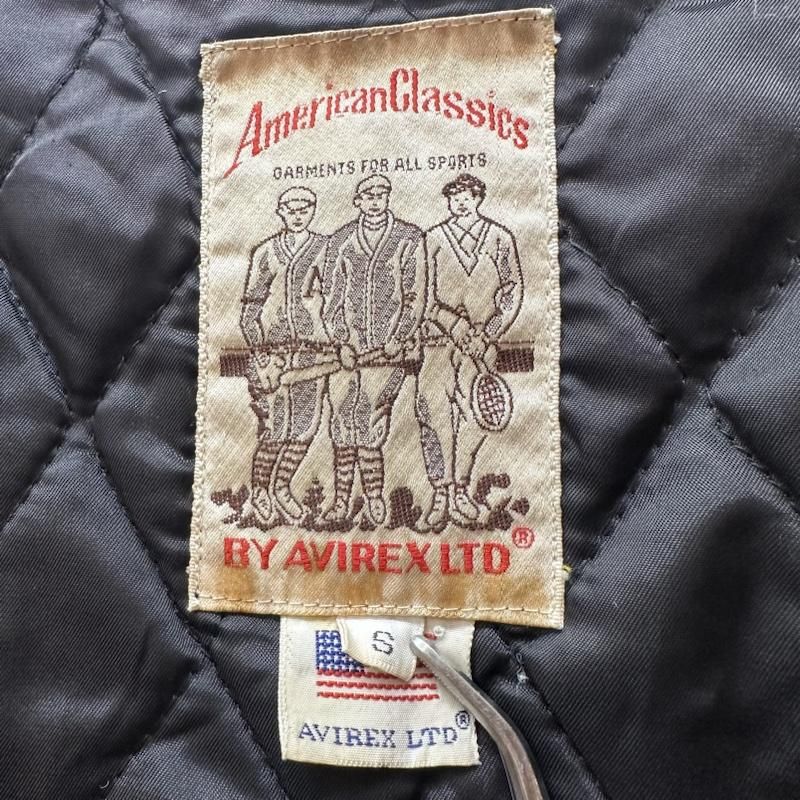 AmericanClassics
GARMENTS FOR ALL SPORTS
A
BY AVIREX LTD®
S
AVIREX LTD®